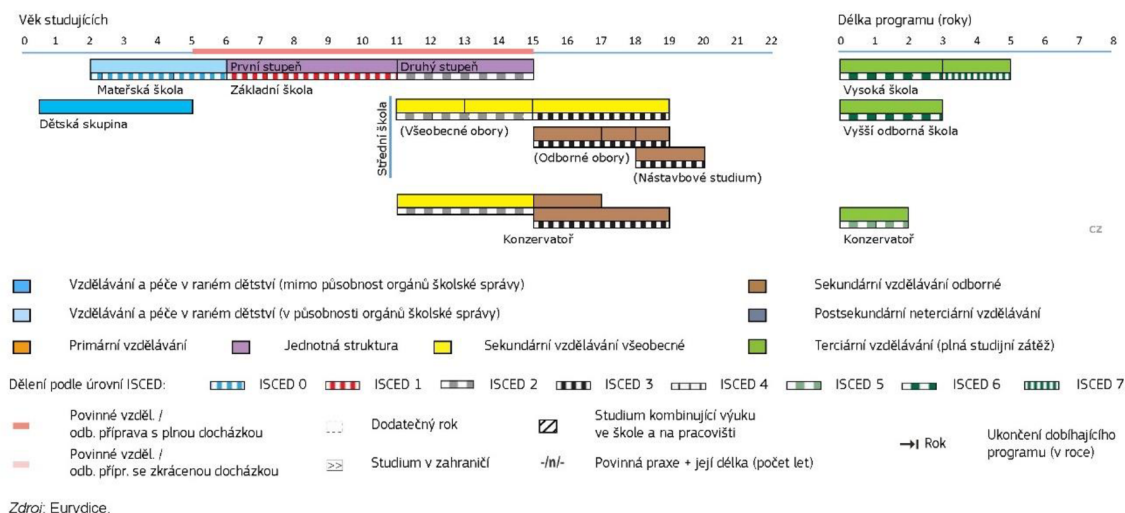 Věk studujících
Délka programu (roky)
0 1 2 3 4 5 6 7 8 9 10 11 12 13 14 15 16 17 18 19 20 21 22
0 1 2 3 4 5 6 7 8
První stupeň
Druhý stupeň
Mateřská škola
Základní škola
Vysoká škola
Dětská skupina
Střední škola
(Všeobecné obory)
Vyšší odborná škola
(Odborné obory)
(Nástavbové studium)
Konzervatoř
Konzervatoř
CZ
Vzdělávání a péče v raném dětství (mimo působnost orgánů školské správy)
Sekundární vzdělávání odborné
Vzdělávání a péče v raném dětství (v působnosti orgánů školské správy)
Postsekundární neterciární vzdělávání
Primární vzdělávání
Jednotná struktura
Sekundární vzdělávání všeobecné
Terciární vzdělávání (plná studijní zátěž)
Dělení podle úrovní ISCED:
ISCED 0
ISCED 1
ISCED 2
ISCED 3
ISCED 4
ISCED 5
ISCED 6
ISCED 7
Povinné vzděl. /
odb. příprava s plnou docházkou
Dodatečný rok
Studium kombinující výuku
ve škole a na pracovišti
Rok
Ukončení dobíhajícího
programu (v roce)
Povinné vzděl. /
odb. přípr. se zkrácenou docházkou
>>
Studium v zahraničí
-/n/-
Povinná praxe + její délka (počet let)
Zdroj: Eurydice.